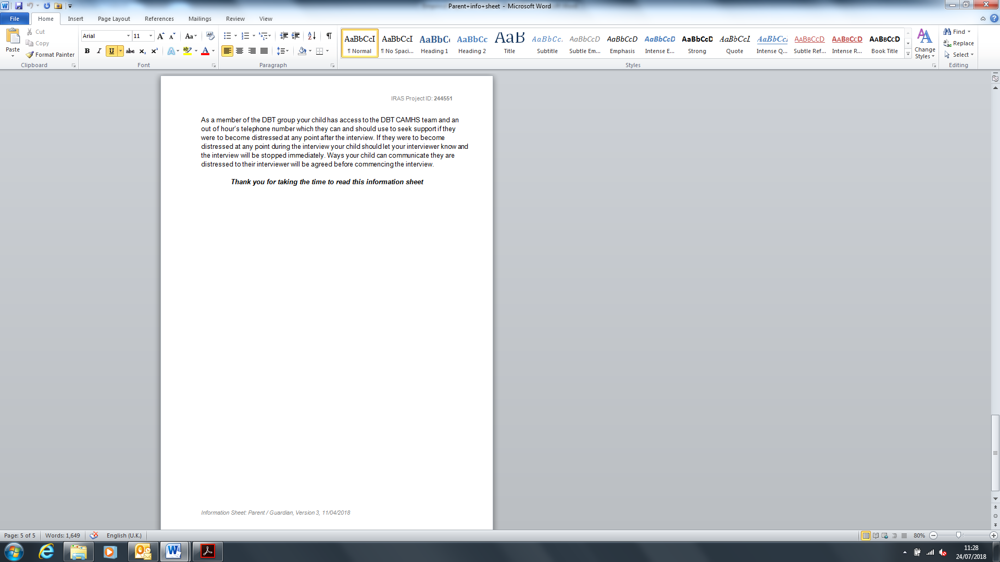 Parent+info+sheet - Microsoft Word
File Home Insert Page Layout References Mailings Review View
Paste Cut Copy Format Painter
Arial 11
AaBbCcI AaBbCcI AaBbC AaBbCc AaB AaBbCc. AaBbCcD AaBbCcD AaBbCcD AaBbCcD AaBbCcI AaBbCc AaBbCcD AaBbCcD AaBbCcD
¶ Normal ¶ No Spaci... Heading 1 Heading 2 Title Subtitle Subtle Em... Emphasis Intense E... Strong Quote Intense Q... Subtle Ref... Intense R... Book Title
Change Styles
Find
Replace
Select
Clipboard Font Paragraph Styles Editing
IRAS Project ID: 244551
As a member of the DBT group your child has access to the DBT CAMHS team and an
out of hour's telephone number which they can and should use to seek support if they
were to become distressed at any point after the interview. If they were to become
distressed at any point during the interview your child should let your interviewer know and
the interview will be stopped immediately. Ways your child can communicate they are
distressed to their interviewer will be agreed before commencing the interview.
Thank you for taking the time to read this information sheet
Information Sheet: Parent / Guardian, Version 3, 11/04/2018
Page: 5 of 5 Words: 1,649 English (U.K.) 80%
11:28
24/07/2018